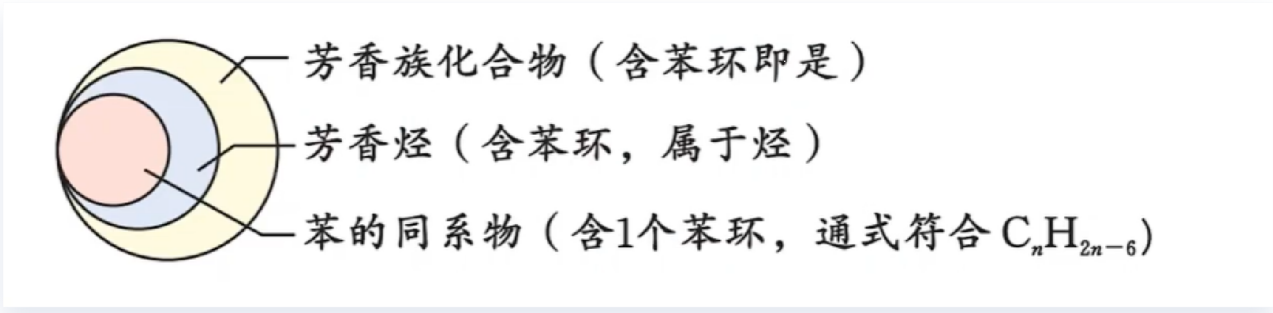 芳香族化合物（含苯环即是）
芳香烃（含苯环，属于烃）
苯的同系物（含1个苯环，通式符合 CₙH₂ₙ₋₆）